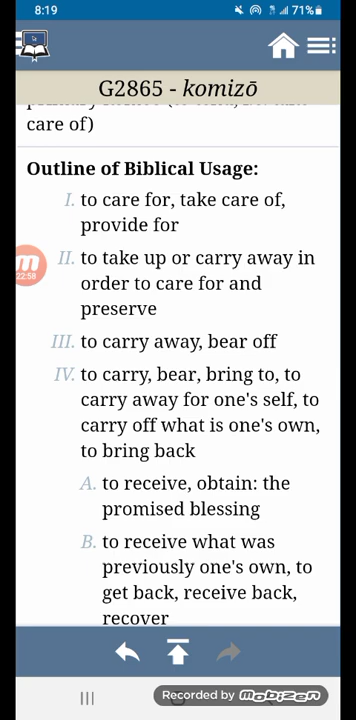 8:19
71%
G2865 - komizō
care of)
Outline of Biblical Usage:
I. to care for, take care of,
provide for
II. to take up or carry away in
order to care for and
preserve
III. to carry away, bear off
IV. to carry, bear, bring to, to
carry away for one's self, to
carry off what is one's own,
to bring back
A. to receive, obtain: the
promised blessing
B. to receive what was
previously one's own, to
get back, receive back,
recover
m
22:58
Recorded by mobizen